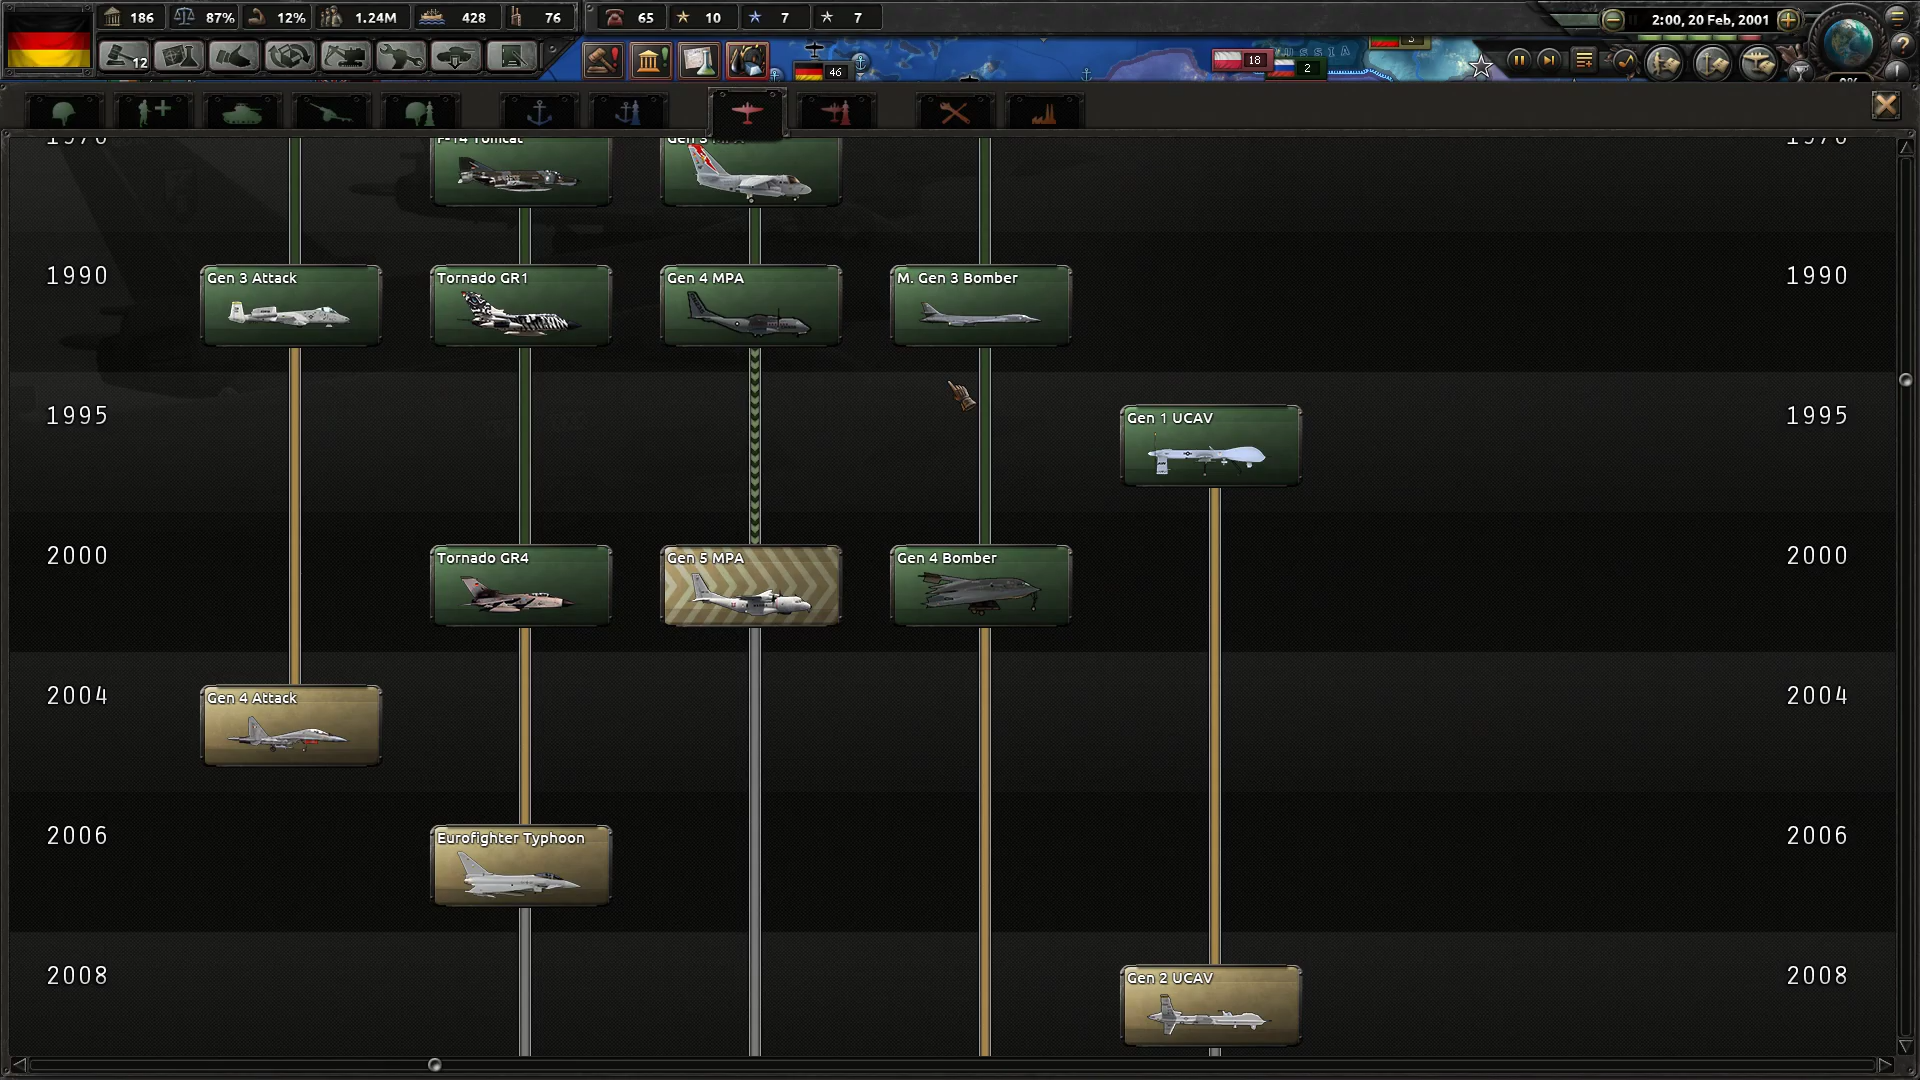 186 87% 12% 1.24M 428 76 65 10 7 7 2:00, 20 Feb, 2001
12
46 18 2 RUSSIA
F-14 Tomcat
1990 Gen 3 Attack Tornado GR1 Gen 4 MPA M. Gen 3 Bomber 1990
1995 Gen 1 UCAV 1995
2000 Tornado GR4 Gen 5 MPA Gen 4 Bomber 2000
2004 Gen 4 Attack 2004
2006 Eurofighter Typhoon 2006
2008 Gen 2 UCAV 2008